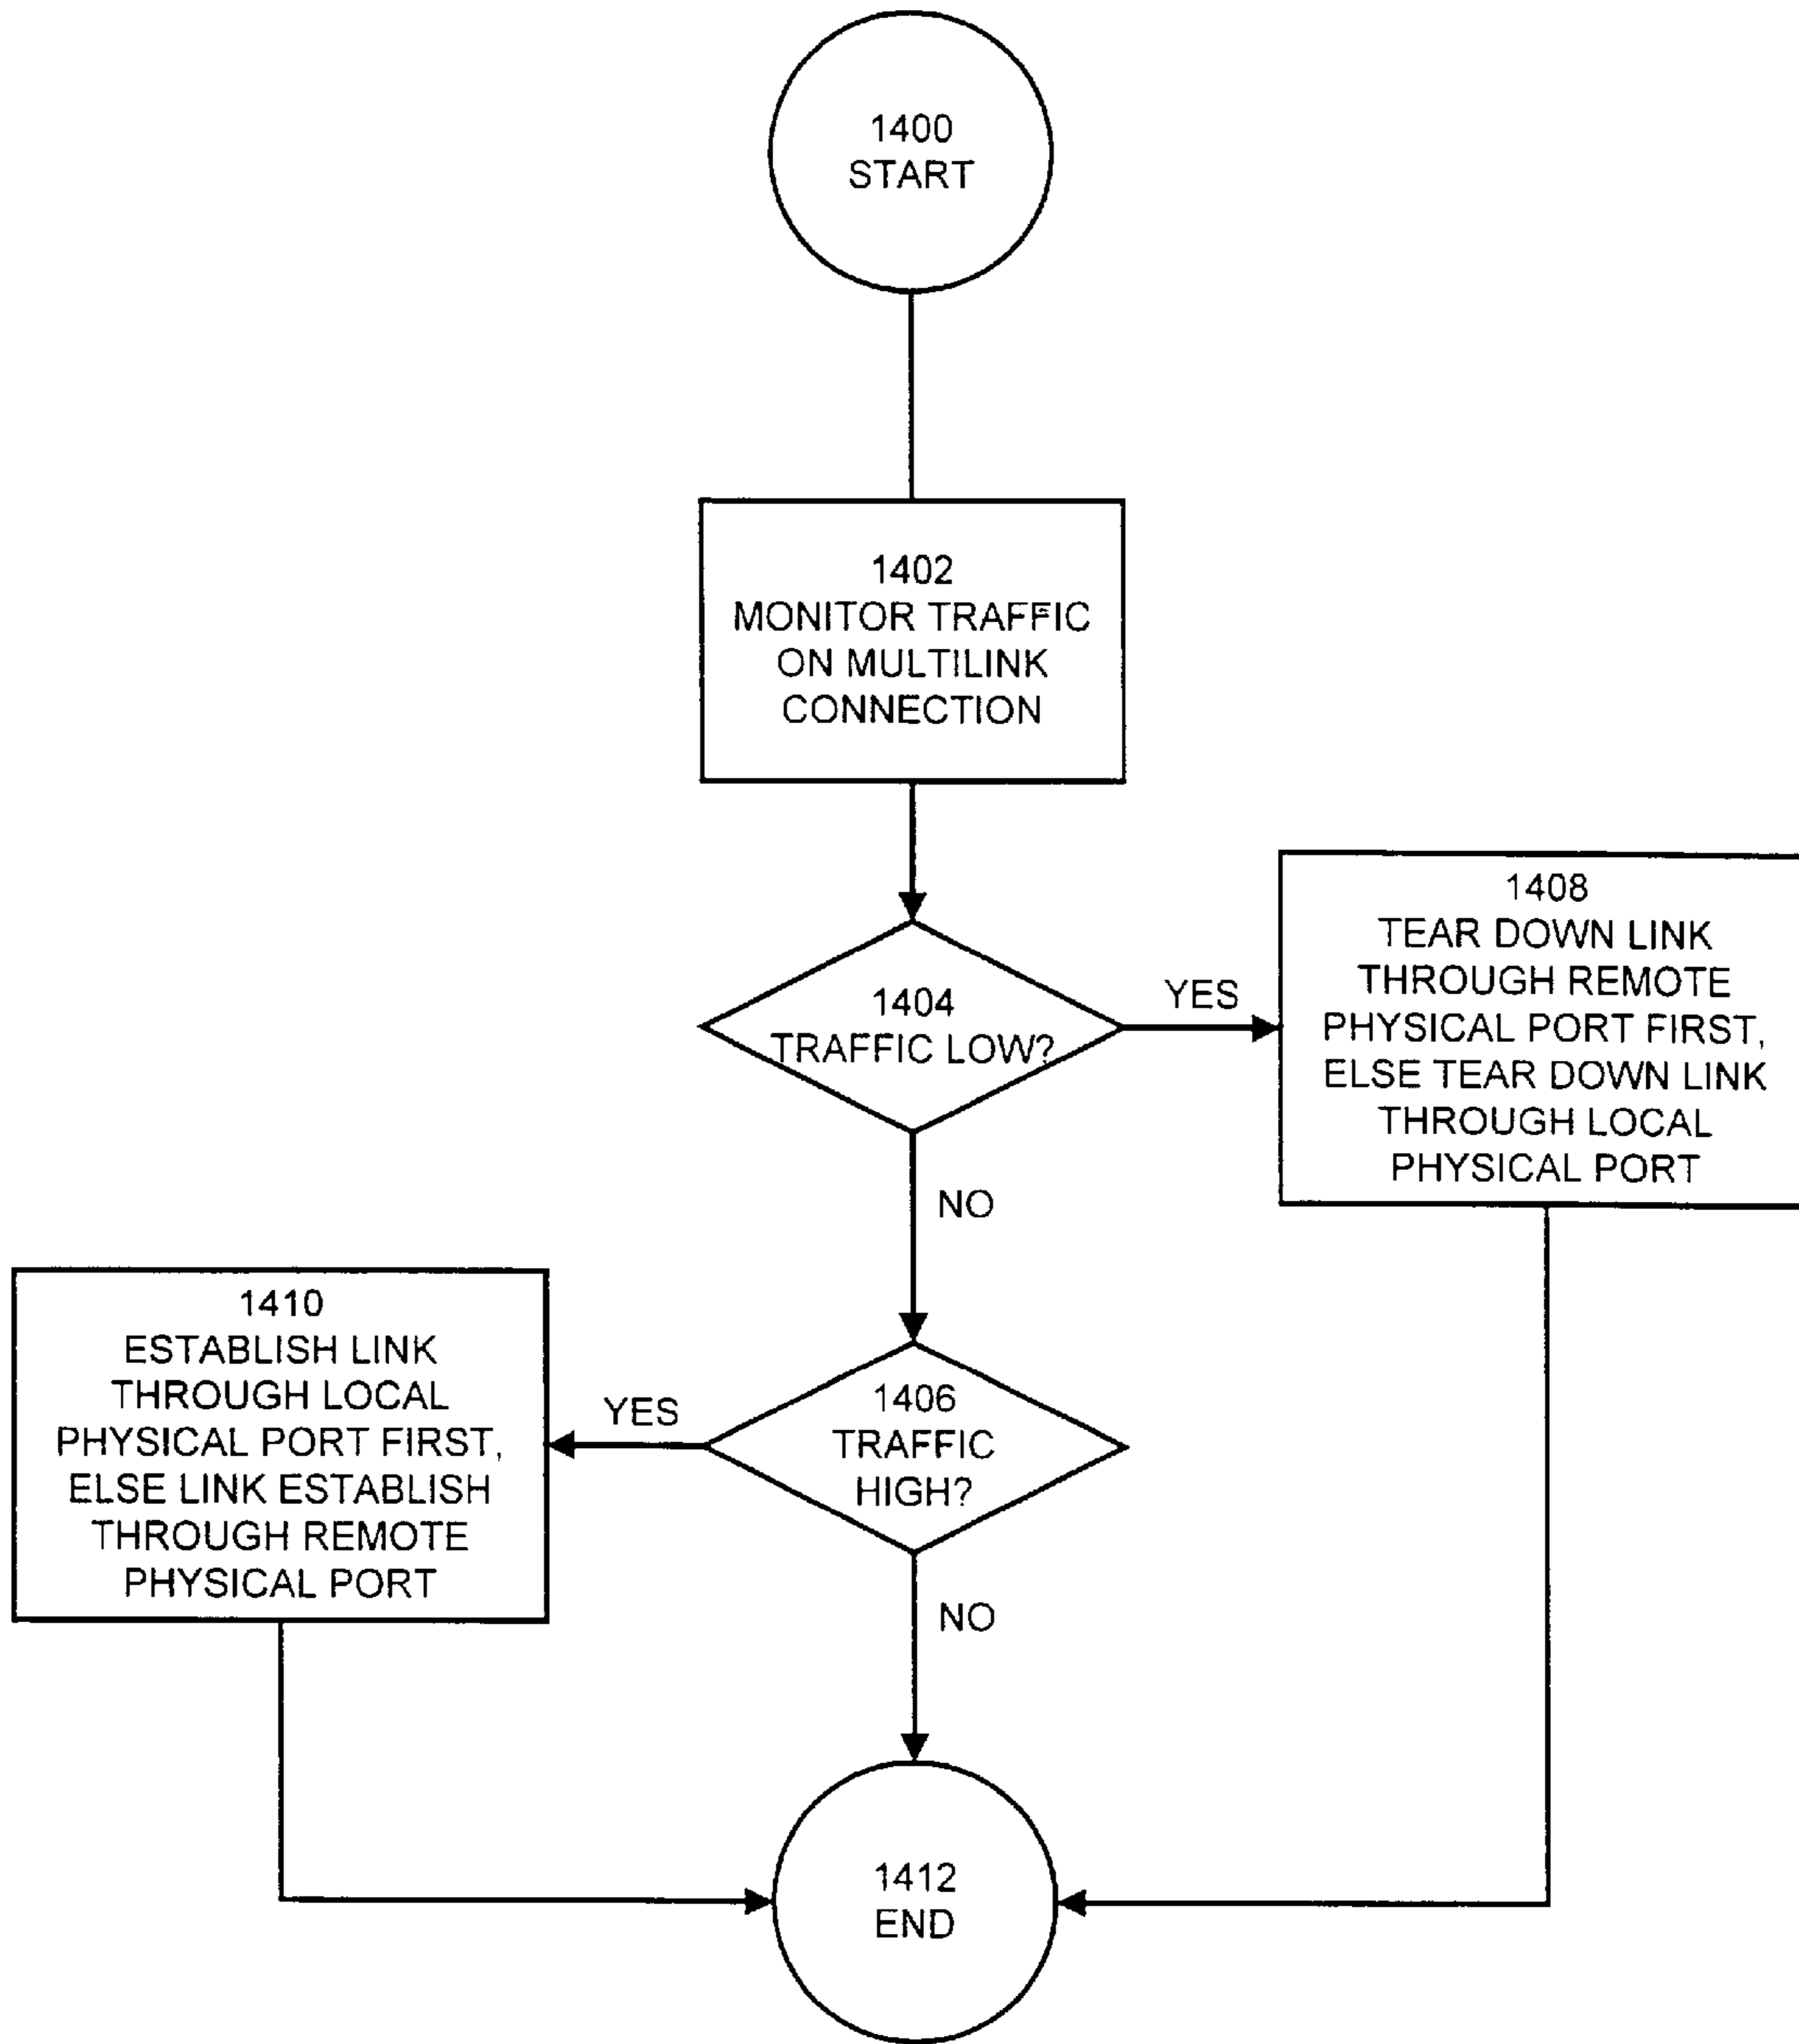 1400
START
1402
MONITOR TRAFFIC
ON MULTILINK
CONNECTION
1404
TRAFFIC LOW?
YES
1408
TEAR DOWN LINK
THROUGH REMOTE
PHYSICAL PORT FIRST,
ELSE TEAR DOWN LINK
THROUGH LOCAL
PHYSICAL PORT
NO
1406
TRAFFIC
HIGH?
YES
1410
ESTABLISH LINK
THROUGH LOCAL
PHYSICAL PORT FIRST,
ELSE LINK ESTABLISH
THROUGH REMOTE
PHYSICAL PORT
NO
1412
END